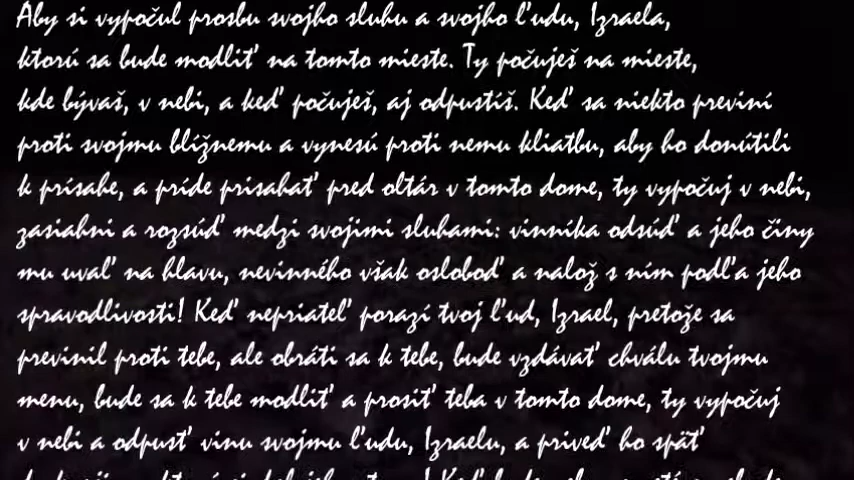 Aby si vypočul prosbu svojho sluhu a svojho ľudu, Izraela,
ktorú sa bude modliť na tomto mieste. Ty počuješ na mieste,
kde bývaš, v nebi, a keď počuješ, aj odpustíš. Keď sa niekto previní
proti svojmu blížnemu a vynesú proti nemu kliatbu, aby ho donútili
k prísahe, a príde prisahať pred oltár v tomto dome, ty vypočuj v nebi,
zasiahni a rozsúď medzi svojimi sluhami: vinníka odsúď a jeho činy
mu uvaľ na hlavu, nevinného však osloboď a nalož s ním podľa jeho
spravodlivosti! Keď nepriateľ porazí tvoj ľud, Izrael, pretože sa
previnil proti tebe, ale obráti sa k tebe, bude vzdávať chválu tvojmu
menu, bude sa k tebe modliť a prosiť teba v tomto dome, ty vypočuj
v nebi a odpusť vinu svojmu ľudu, Izraelu, a priveď ho späť